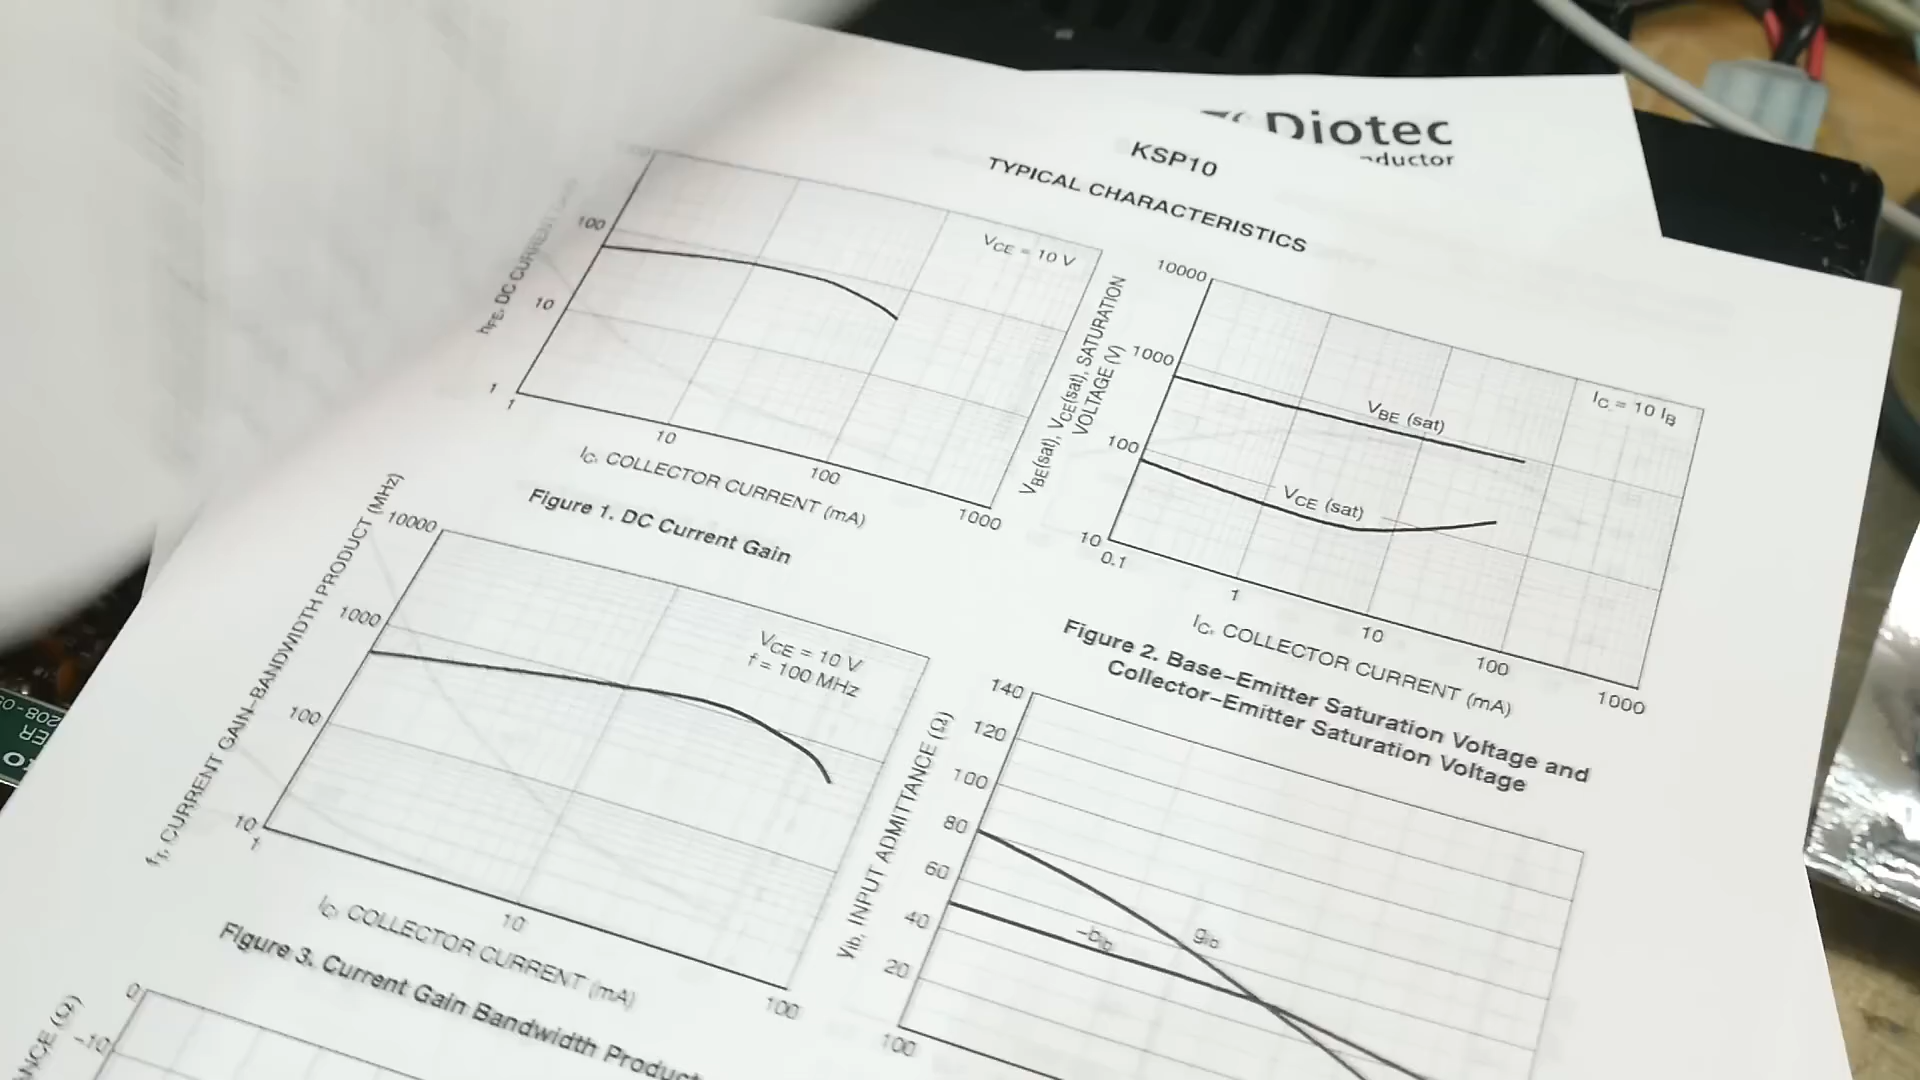 Diotec
ductor
KSP10
TYPICAL CHARACTERISTICS
hFE, DC CURRENT
100
10
1
1
10
100
1000
VCE = 10 V
IC, COLLECTOR CURRENT (mA)
Figure 1. DC Current Gain
VBE(sat), VCE(sat), SATURATION
VOLTAGE (V)
10000
1000
100
10
0.1
1
10
100
1000
IC = 10 IB
VBE (sat)
VCE (sat)
IC, COLLECTOR CURRENT (mA)
Figure 2. Base–Emitter Saturation Voltage and
Collector–Emitter Saturation Voltage
fT, CURRENT GAIN–BANDWIDTH PRODUCT (MHz)
10000
1000
100
10
1
10
100
VCE = 10 V
f = 100 MHz
IC, COLLECTOR CURRENT (mA)
Figure 3. Current Gain Bandwidth Product
yib, INPUT ADMITTANCE (Ω)
140
120
100
80
60
40
20
100
–bib
gib
ANCE (Ω)
0
–10